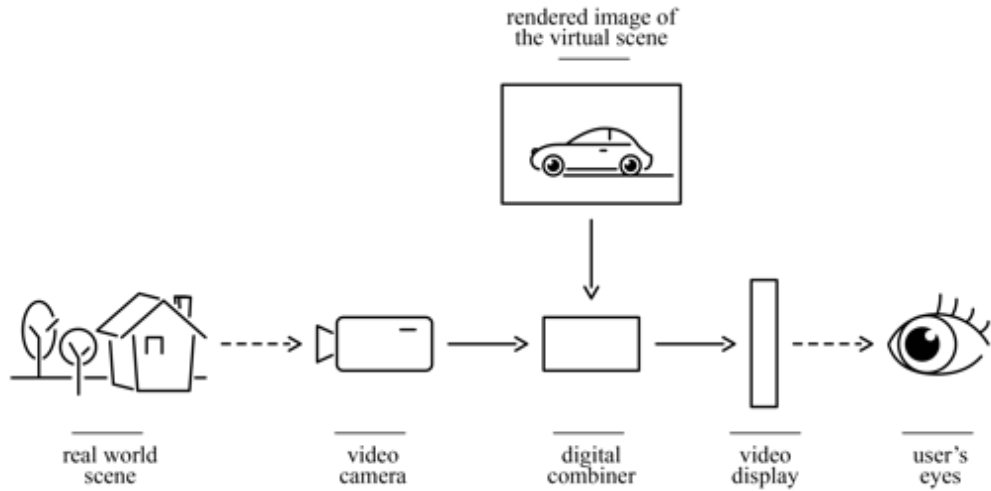 rendered image of
the virtual scene
real world
scene
video
camera
digital
combiner
video
display
user's
eyes